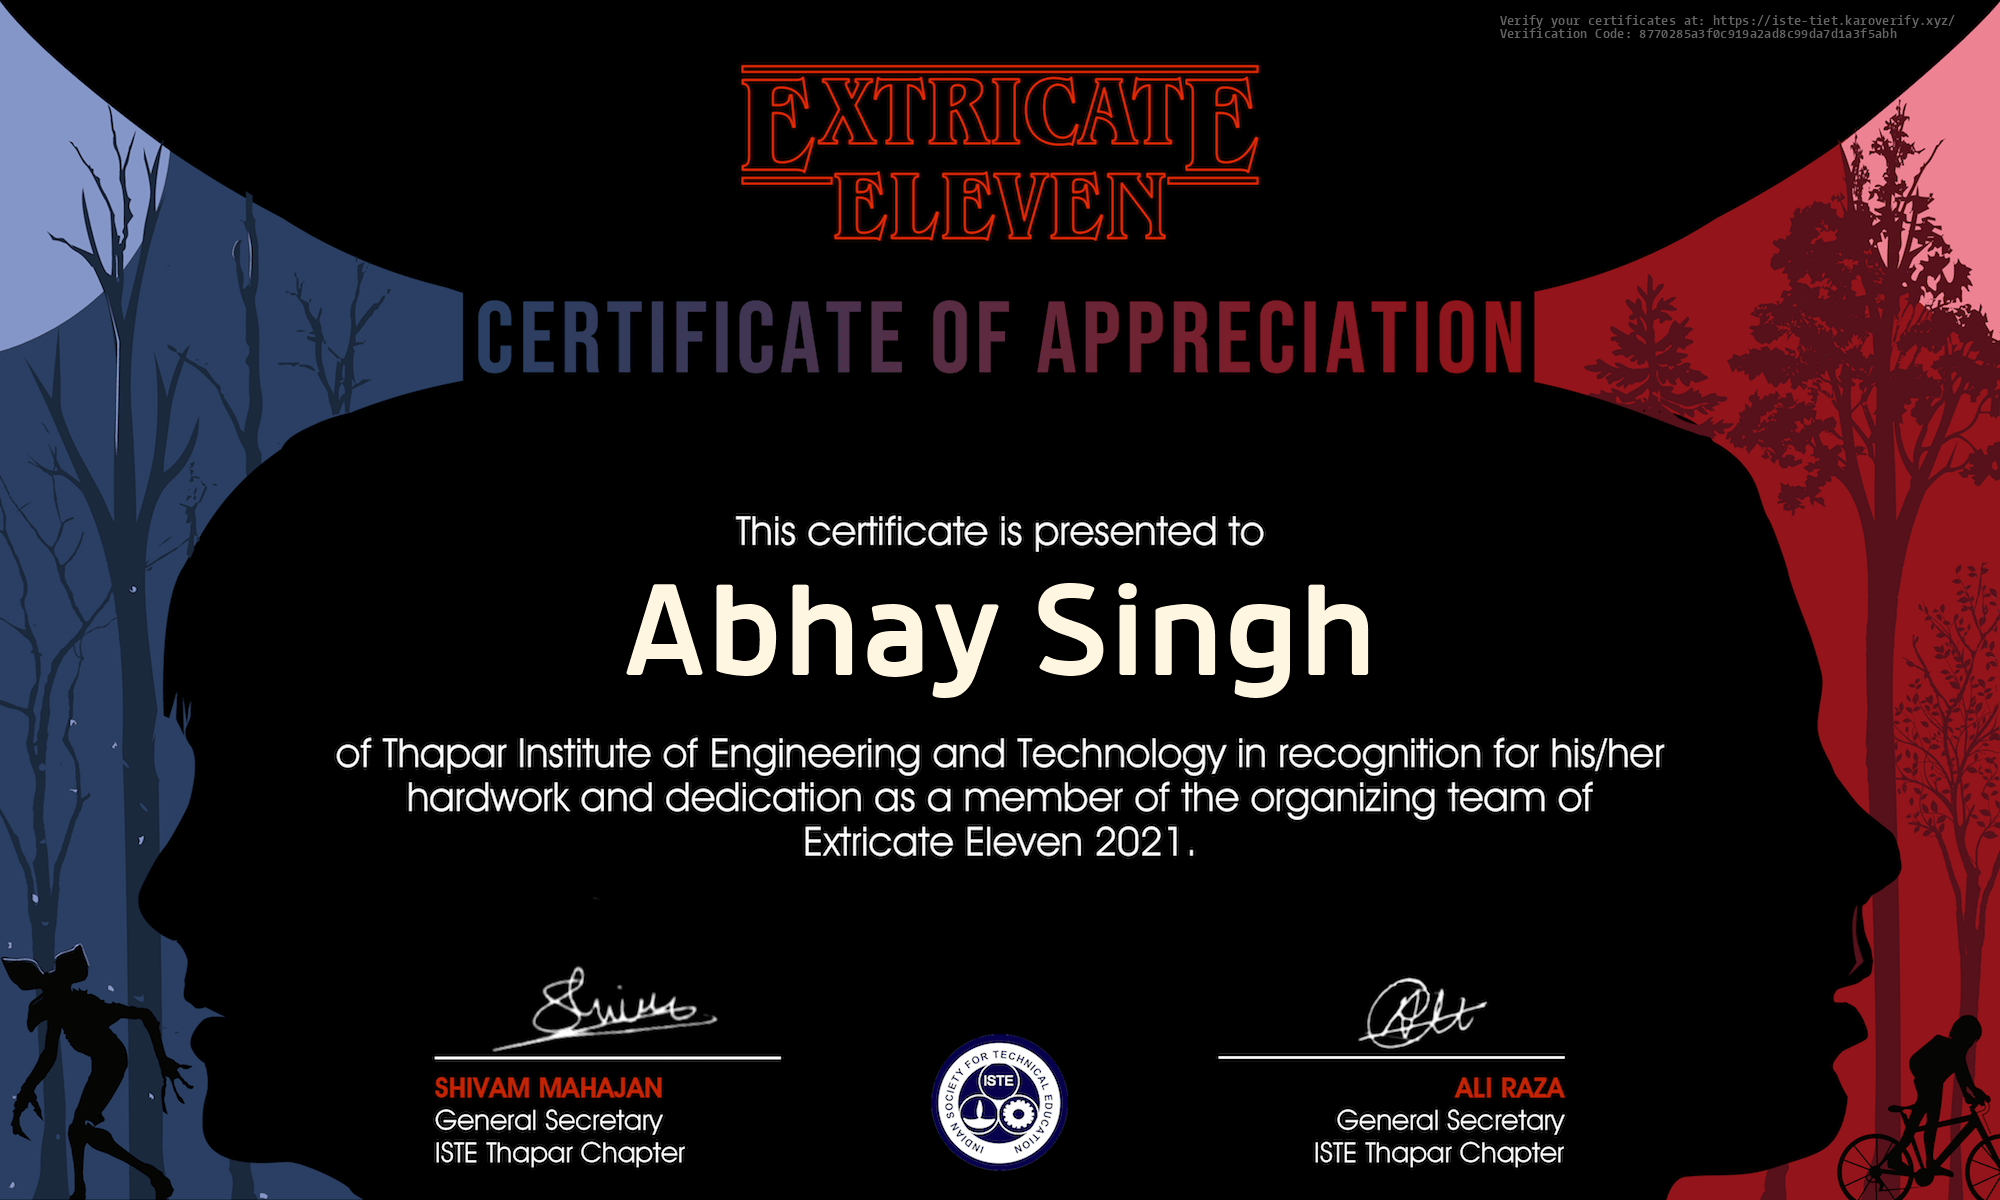 Verify your certificates at: https://iste-tiet.karoverify.xyz/
Verification Code: 8770285a3f0c919a2ad8c99da7d1a3f5abh
EXTRICATE
ELEVEN
CERTIFICATE OF APPRECIATION
This certificate is presented to
Abhay Singh
of Thapar Institute of Engineering and Technology in recognition for his/her
hardwork and dedication as a member of the organizing team of
Extricate Eleven 2021.
SHIVAM MAHAJAN
General Secretary
ISTE Thapar Chapter
INDIAN SOCIETY FOR TECHNICAL EDUCATION
ISTE
ALI RAZA
General Secretary
ISTE Thapar Chapter